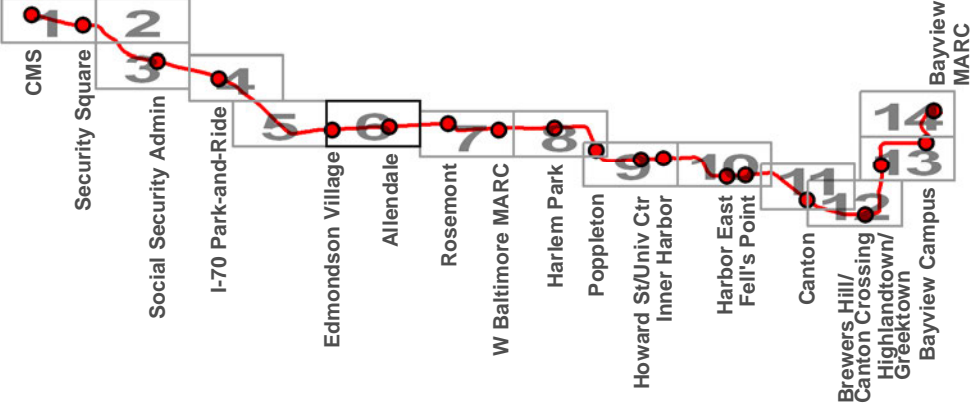 1
2
3
4
5
6
7
8
9
10
11
12
13
14
CMS
Security Square
Social Security Admin
I-70 Park-and-Ride
Edmondson Village
Allendale
Rosemont
W Baltimore MARC
Harlem Park
Poppleton
Howard St/Univ Ctr
Inner Harbor
Harbor East
Fell's Point
Canton
Brewers Hill/
Canton Crossing
Highlandtown/
Greektown
Bayview Campus
Bayview
MARC